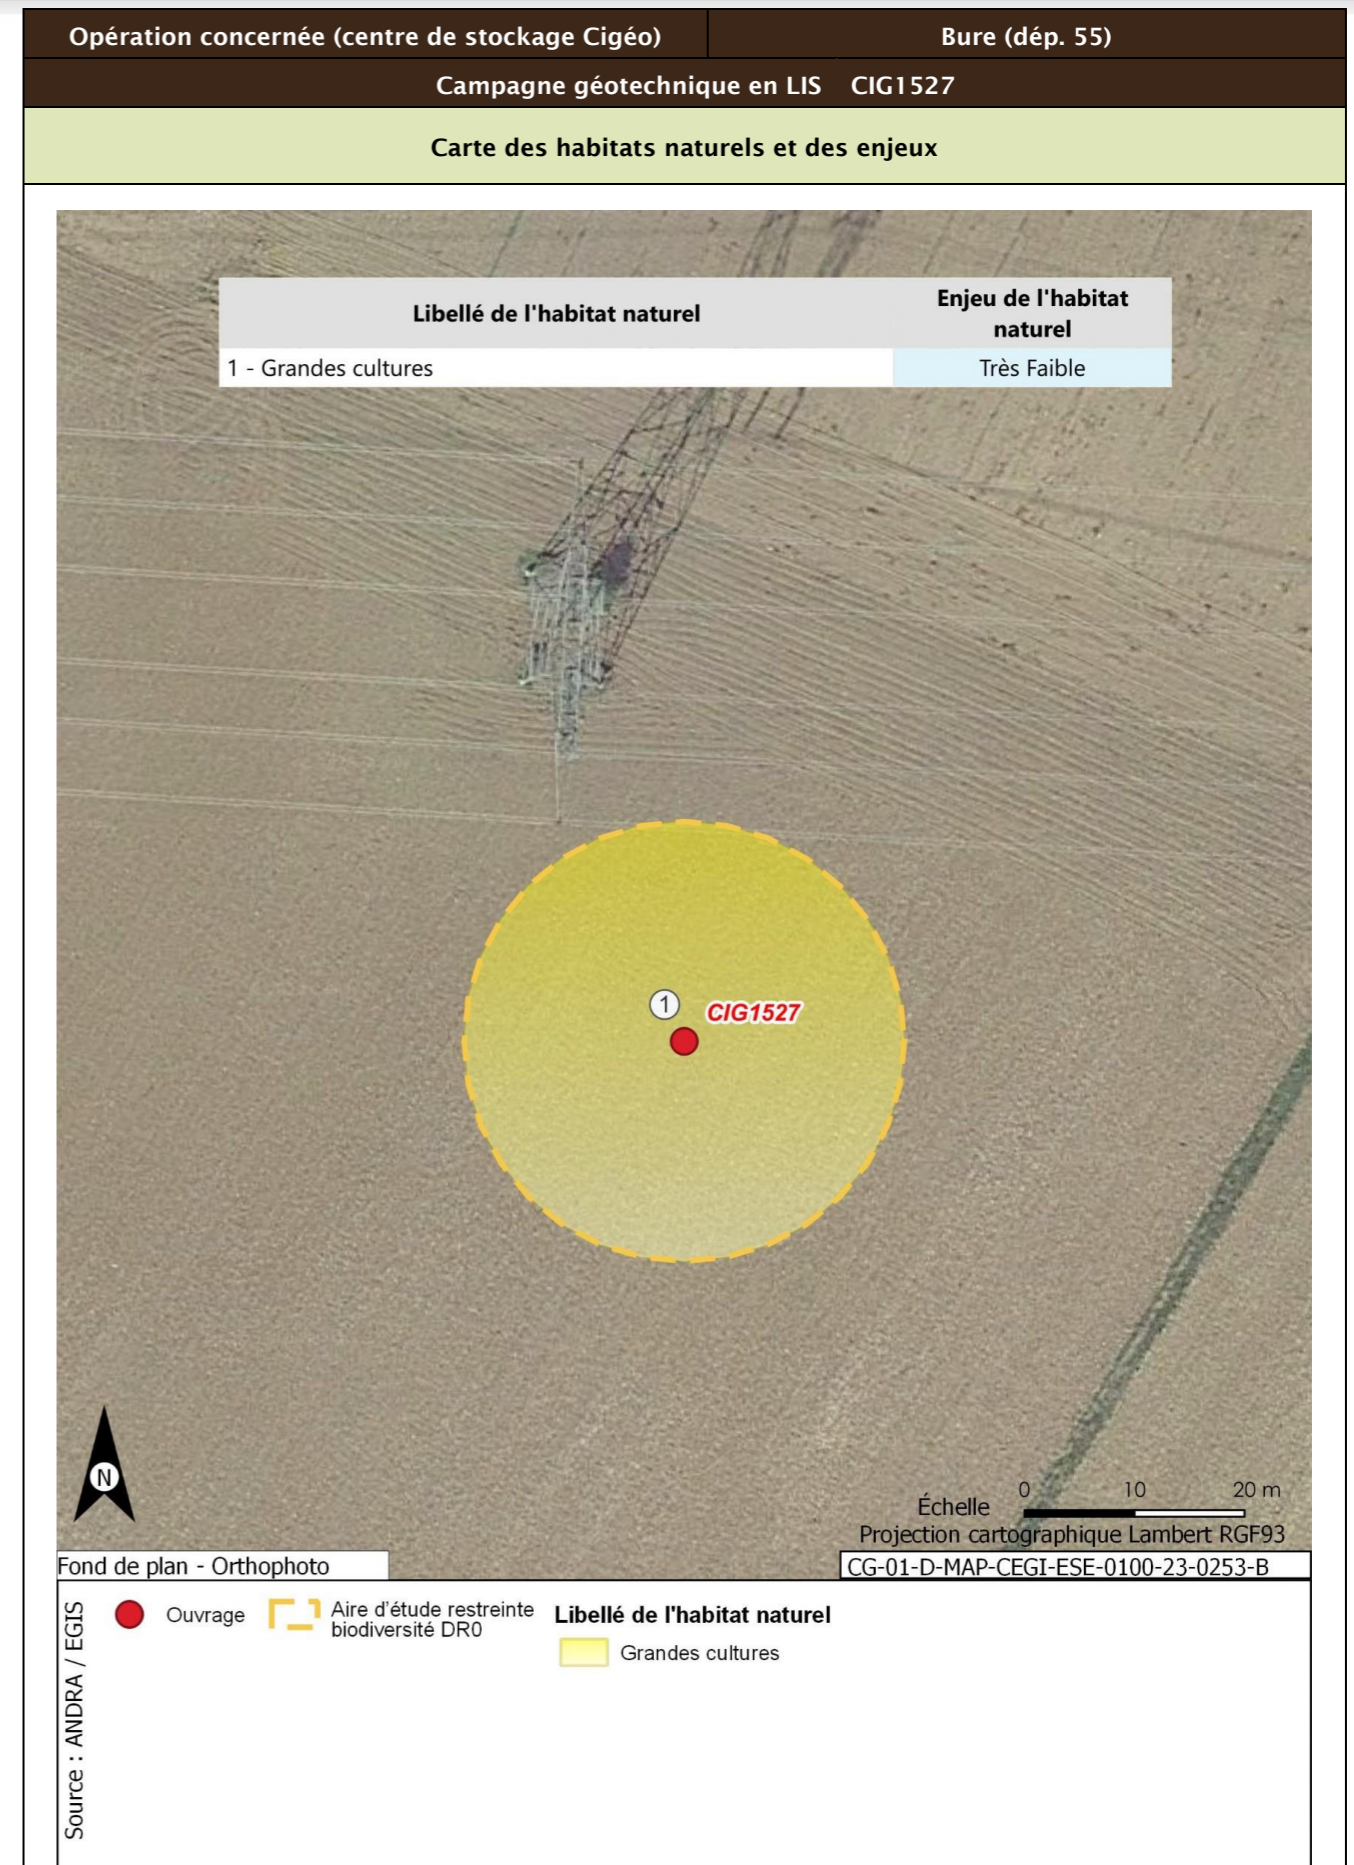 Opération concernée (centre de stockage Cigéo) Bure (dép. 55)
Campagne géotechnique en LIS CIG1527
Carte des habitats naturels et des enjeux
Libellé de l'habitat naturel Enjeu de l'habitat
naturel
1 - Grandes cultures Très Faible
1 CIG1527
N
Échelle 0 10 20 m
Projection cartographique Lambert RGF93
Fond de plan - Orthophoto CG-01-D-MAP-CEGI-ESE-0100-23-0253-B
Source : ANDRA / EGIS
Ouvrage
Aire d'étude restreinte
biodiversité DR0
Libellé de l'habitat naturel
Grandes cultures